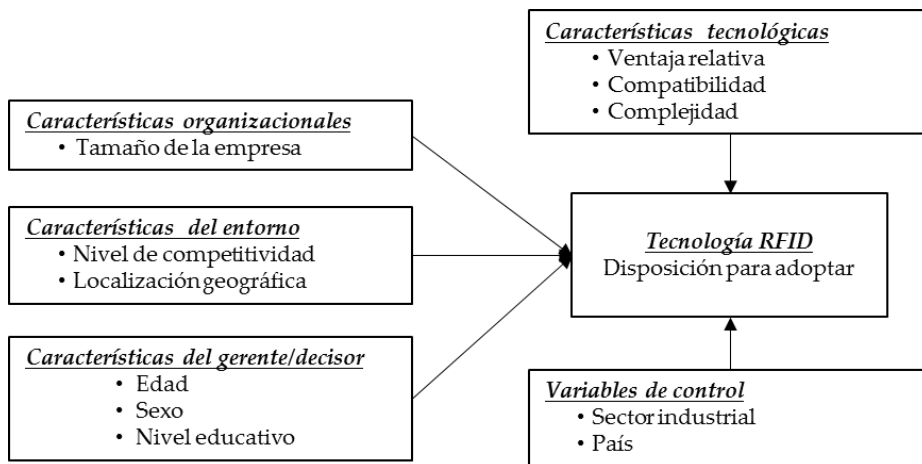 Características tecnológicas
• Ventaja relativa
• Compatibilidad
• Complejidad
Características organizacionales
• Tamaño de la empresa
Características del entorno
• Nivel de competitividad
• Localización geográfica
Tecnología RFID
Disposición para adoptar
Características del gerente/decisor
• Edad
• Sexo
• Nivel educativo
Variables de control
• Sector industrial
• País